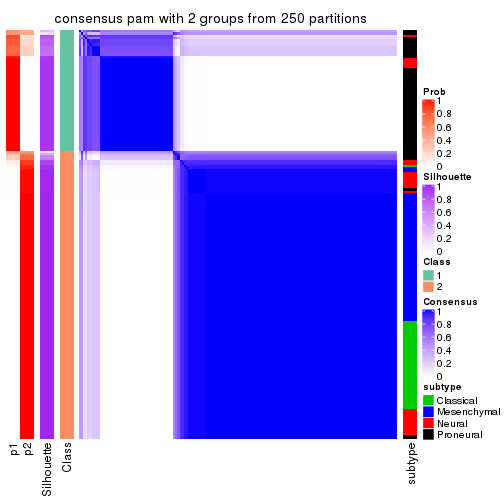 consensus pam with 2 groups from 250 partitions
Prob
1
0.8
0.6
0.4
0.2
0
Silhouette
1
0.8
0.6
0.4
0.2
0
Class
1
2
Consensus
1
0.8
0.6
0.4
0.2
0
subtype
Classical
Mesenchymal
Neural
Proneural
p1
p2
Silhouette
Class
subtype